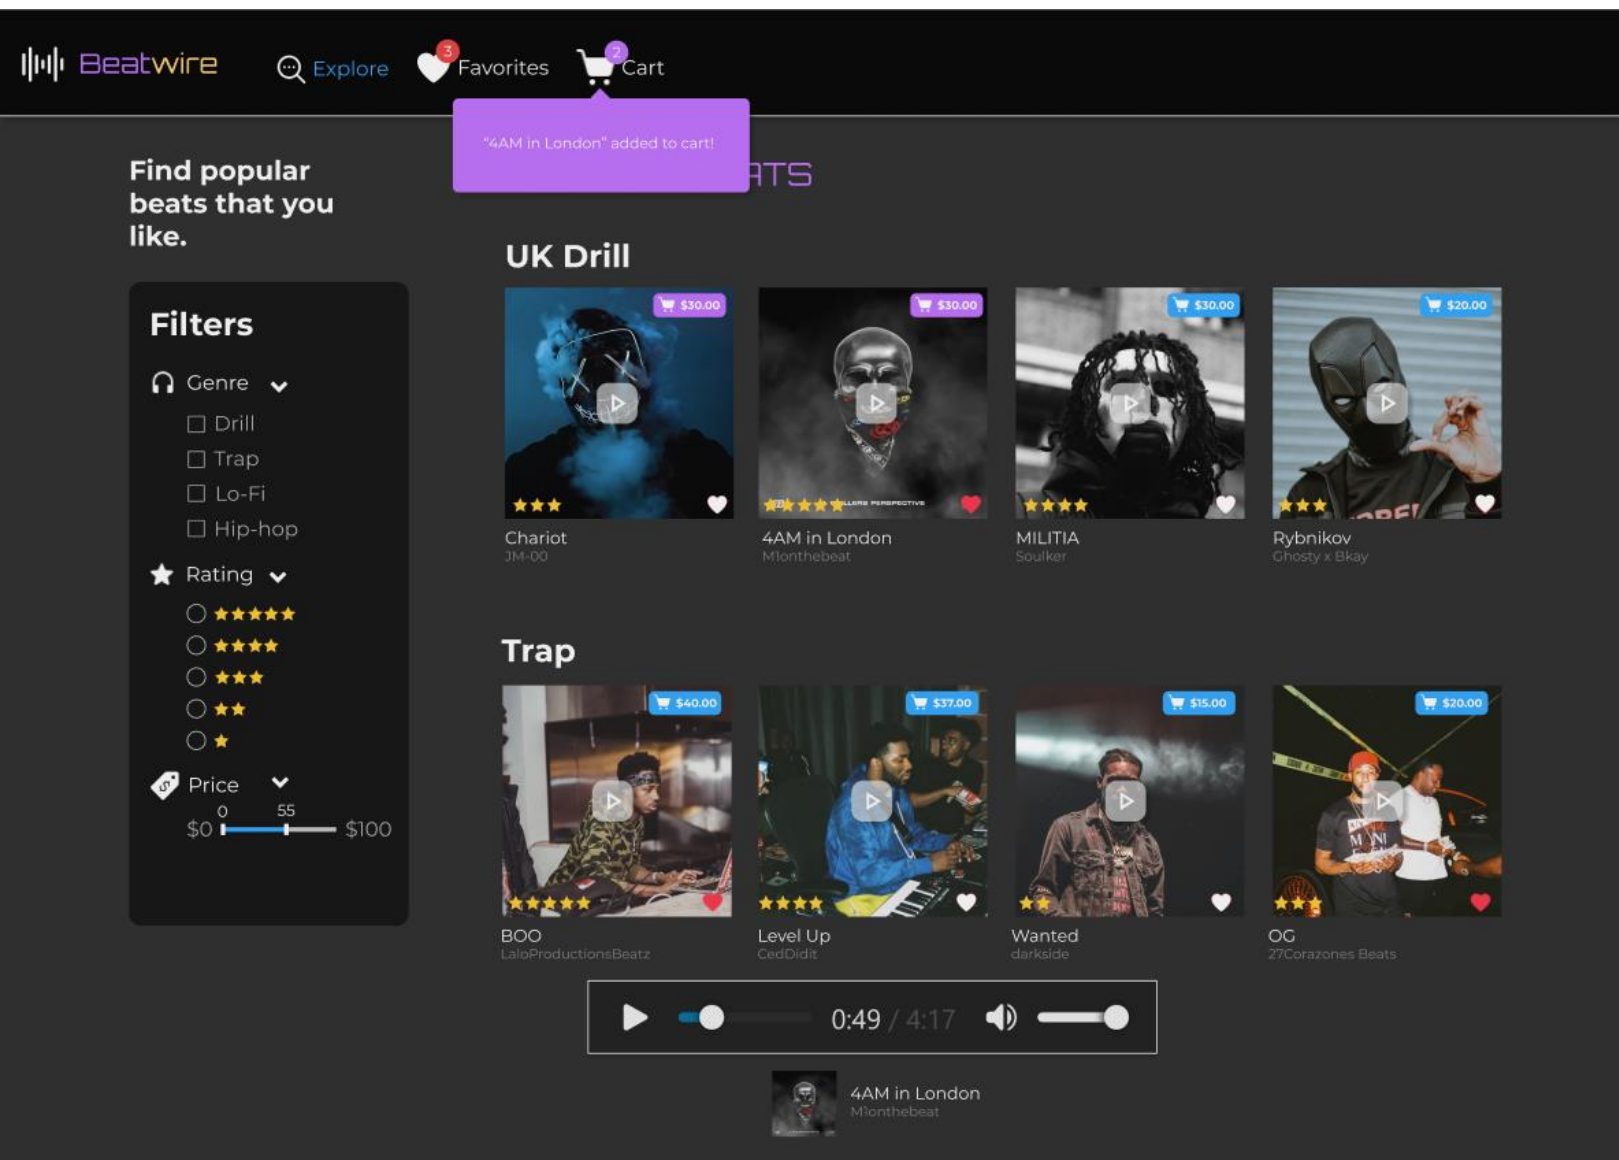 Beatwire
Explore
3
Favorites
2
Cart
"4AM in London" added to cart!
ATS
Find popular
beats that you
like.
Filters
Genre
Drill
Trap
Lo-Fi
Hip-hop
Rating
Price
0 55
$0 $100
UK Drill
$30.00
$30.00
$30.00
$20.00
Chariot
JM-00
4AM in London
M1onthebeat
MILITIA
Soulker
Rybnikov
Ghosty x Bkay
Trap
$40.00
$37.00
$15.00
$20.00
BOO
LaloProductionsBeatz
Level Up
CedDidit
Wanted
darkside
OG
27Corazones Beats
0:49 / 4:17
4AM in London
M1onthebeat